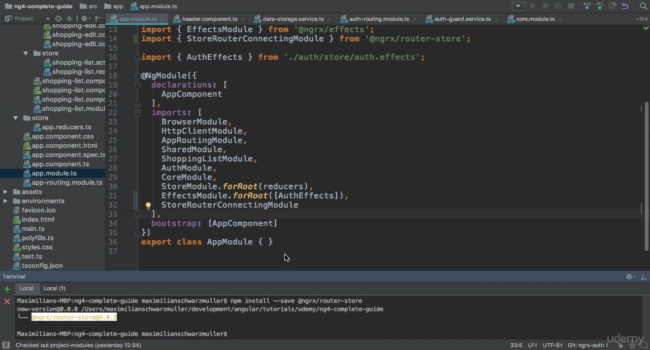 ng4-complete-guide src app app.module.ts
Project
app.module.ts header.component.ts data-storage.service.ts auth-routing.module.ts auth-guard.service.ts core.module.ts
shopping-edit.co
shopping-edit.co
shopping-edit.co
store
shopping-list.act
shopping-list.red
shopping-list.compo
shopping-list.compo
shopping-list.compo
shopping-list.modul
store
app.reducers.ts
app.component.css
app.component.html
app.component.spec.ts
app.component.ts
app.module.ts
app-routing.module.ts
assets
environments
favicon.ico
index.html
main.ts
polyfills.ts
styles.css
test.ts
tsconfig.json
13 import { EffectsModule } from '@ngrx/effects';
14 import { StoreRouterConnectingModule } from '@ngrx/router-store';
15
16 import { AuthEffects } from './auth/store/auth.effects';
17
18 @NgModule({
19 declarations: [
20 AppComponent
21 ],
22 imports: [
23 BrowserModule,
24 HttpClientModule,
25 AppRoutingModule,
26 SharedModule,
27 ShoppingListModule,
28 AuthModule,
29 CoreModule,
30 StoreModule.forRoot(reducers),
31 EffectsModule.forRoot([AuthEffects]),
32 StoreRouterConnectingModule
33 ],
34 bootstrap: [AppComponent]
35 })
36 export class AppModule { }
37
Terminal
Local Local (1)
Maximilians-MBP:ng4-complete-guide maximilianschwarzmuller$ npm install --save @ngrx/router-store
new-version@0.0.0 /Users/maximilianschwarzmuller/development/angular/tutorials/udemy/ng4-complete-guide
└── @ngrx/router-store@4.0.2
Maximilians-MBP:ng4-complete-guide maximilianschwarzmuller$
udemy
Checked out project-modules (yesterday 12:34) 33:6 LF÷ UTF-8÷ Git: ngrx-auth